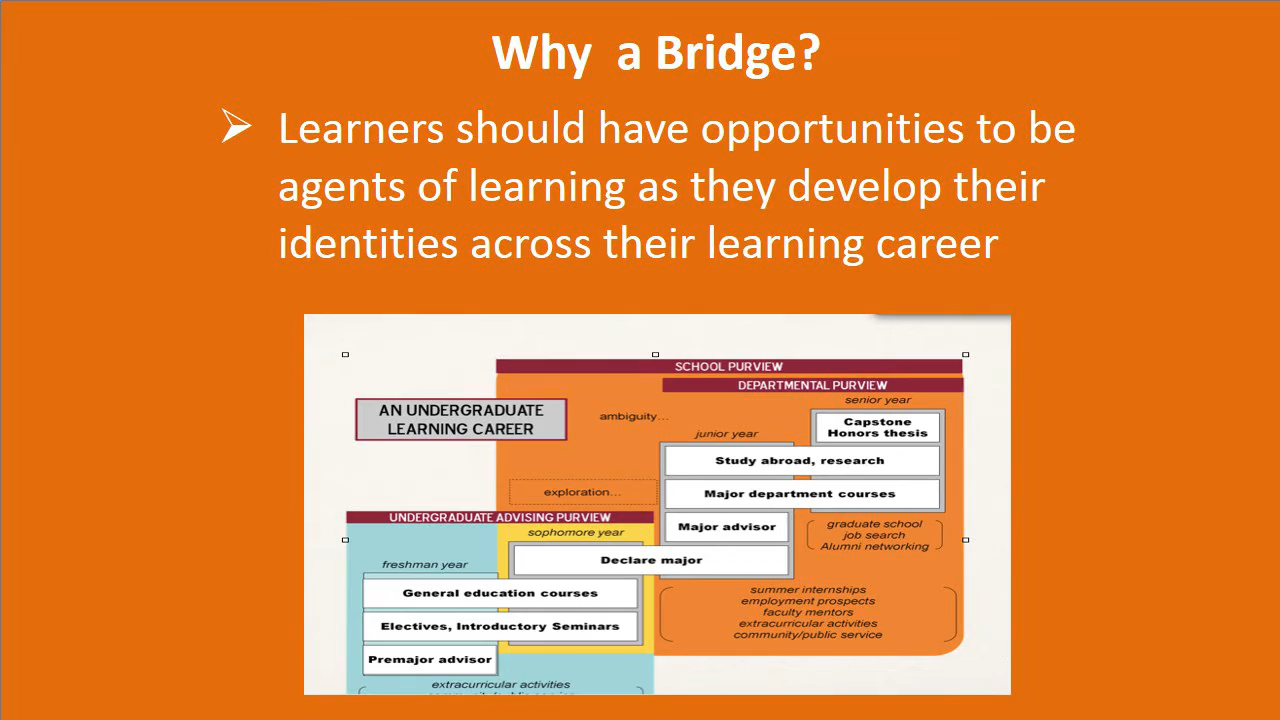 Why a Bridge?
Learners should have opportunities to be
agents of learning as they develop their
identities across their learning career
SCHOOL PURVIEW
DEPARTMENTAL PURVIEW
AN UNDERGRADUATE
LEARNING CAREER
ambiguity...
senior year
Capstone
Honors thesis
junior year
Study abroad, research
exploration...
Major department courses
UNDERGRADUATE ADVISING PURVIEW
Major advisor
graduate school
job search
Alumni networking
sophomore year
Declare major
freshman year
General education courses
summer internships
employment prospects
faculty mentors
extracurricular activities
community/public service
Electives, Introductory Seminars
Premajor advisor
extracurricular activities